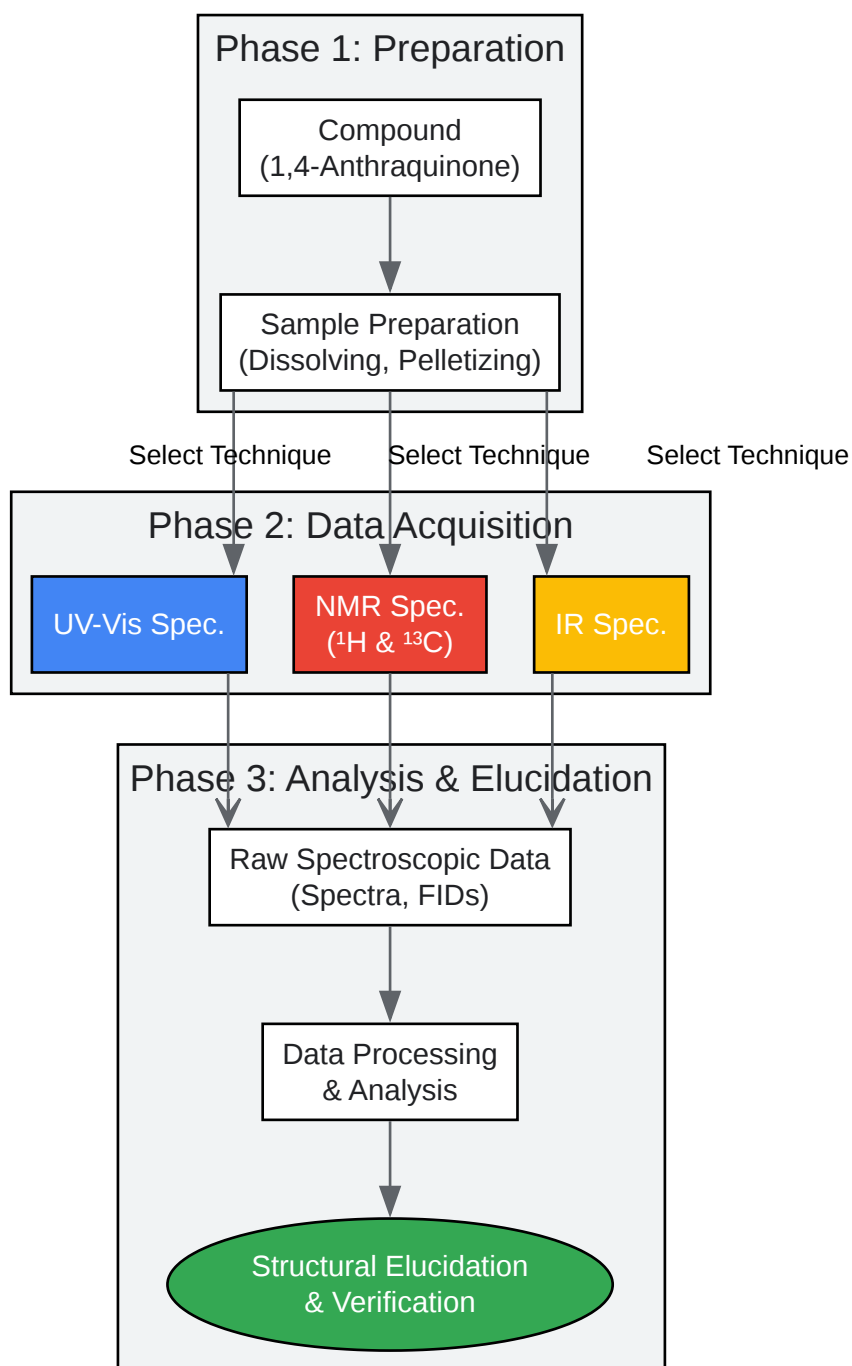 Phase 1: Preparation
Compound
(1,4-Anthraquinone)
Sample Preparation
(Dissolving, Pelletizing)
Select Technique
Select Technique
Select Technique
Phase 2: Data Acquisition
UV-Vis Spec.
NMR Spec.
(¹H & ¹³C)
IR Spec.
Phase 3: Analysis & Elucidation
Raw Spectroscopic Data
(Spectra, FIDs)
Data Processing
& Analysis
Structural Elucidation
& Verification